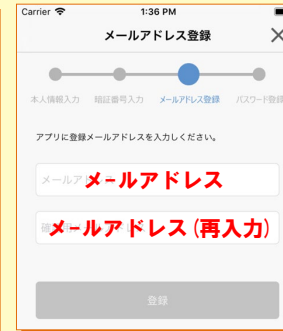 Carrier 1:36 PM
メールアドレス登録
本人情報入力 暗証番号入力 メールアドレス登録 パスワード登録
アプリに登録メールアドレスを入力しください。
メールアドレス
メールアドレス(再入力)
登録